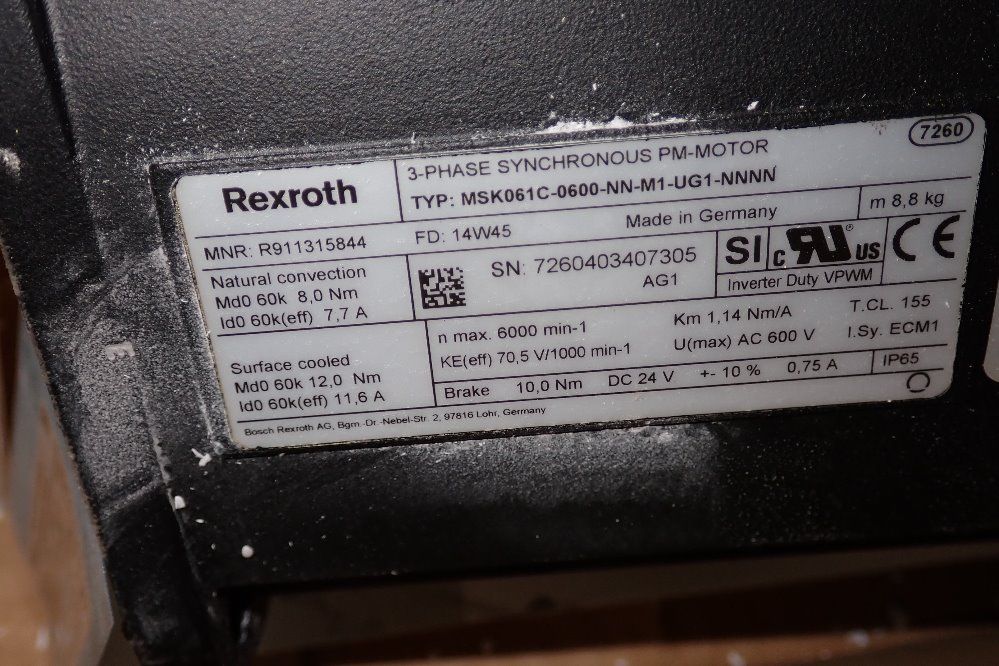 7260
Rexroth
3-PHASE SYNCHRONOUS PM-MOTOR
TYP: MSK061C-0600-NN-M1-UG1-NNNN
MNR: R911315844
FD: 14W45
Made in Germany
m 8,8 kg
Natural convection
Md0 60k 8,0 Nm
Id0 60k(eff) 7,7 A
SN: 7260403407305
AG1
SI
c RU ® US
Inverter Duty VPWM
CE
Surface cooled
Md0 60k 12,0 Nm
Id0 60k(eff) 11,6 A
n max. 6000 min-1
Km 1,14 Nm/A
T.CL. 155
KE(eff) 70,5 V/1000 min-1
U(max) AC 600 V
I.Sy. ECM1
Brake 10,0 Nm DC 24 V +- 10 % 0,75 A
IP65
Bosch Rexroth AG, Bgm.-Dr.-Nebel-Str. 2, 97816 Lohr, Germany
E